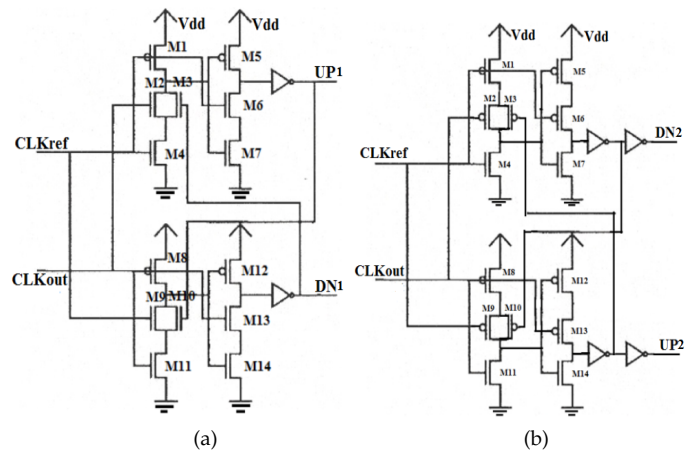 Vdd Vdd
M1 M5
UP1
M2 M3
M6
CLKref
M4 M7
M8
M12
CLKout
DN1
M9 M10
M13
M11 M14
(a)
Vdd Vdd
M1 M5
M2 M3
M6
DN2
CLKref
M4 M7
M8
M12
CLKout
M9 M10
M13
UP2
M11 M14
(b)